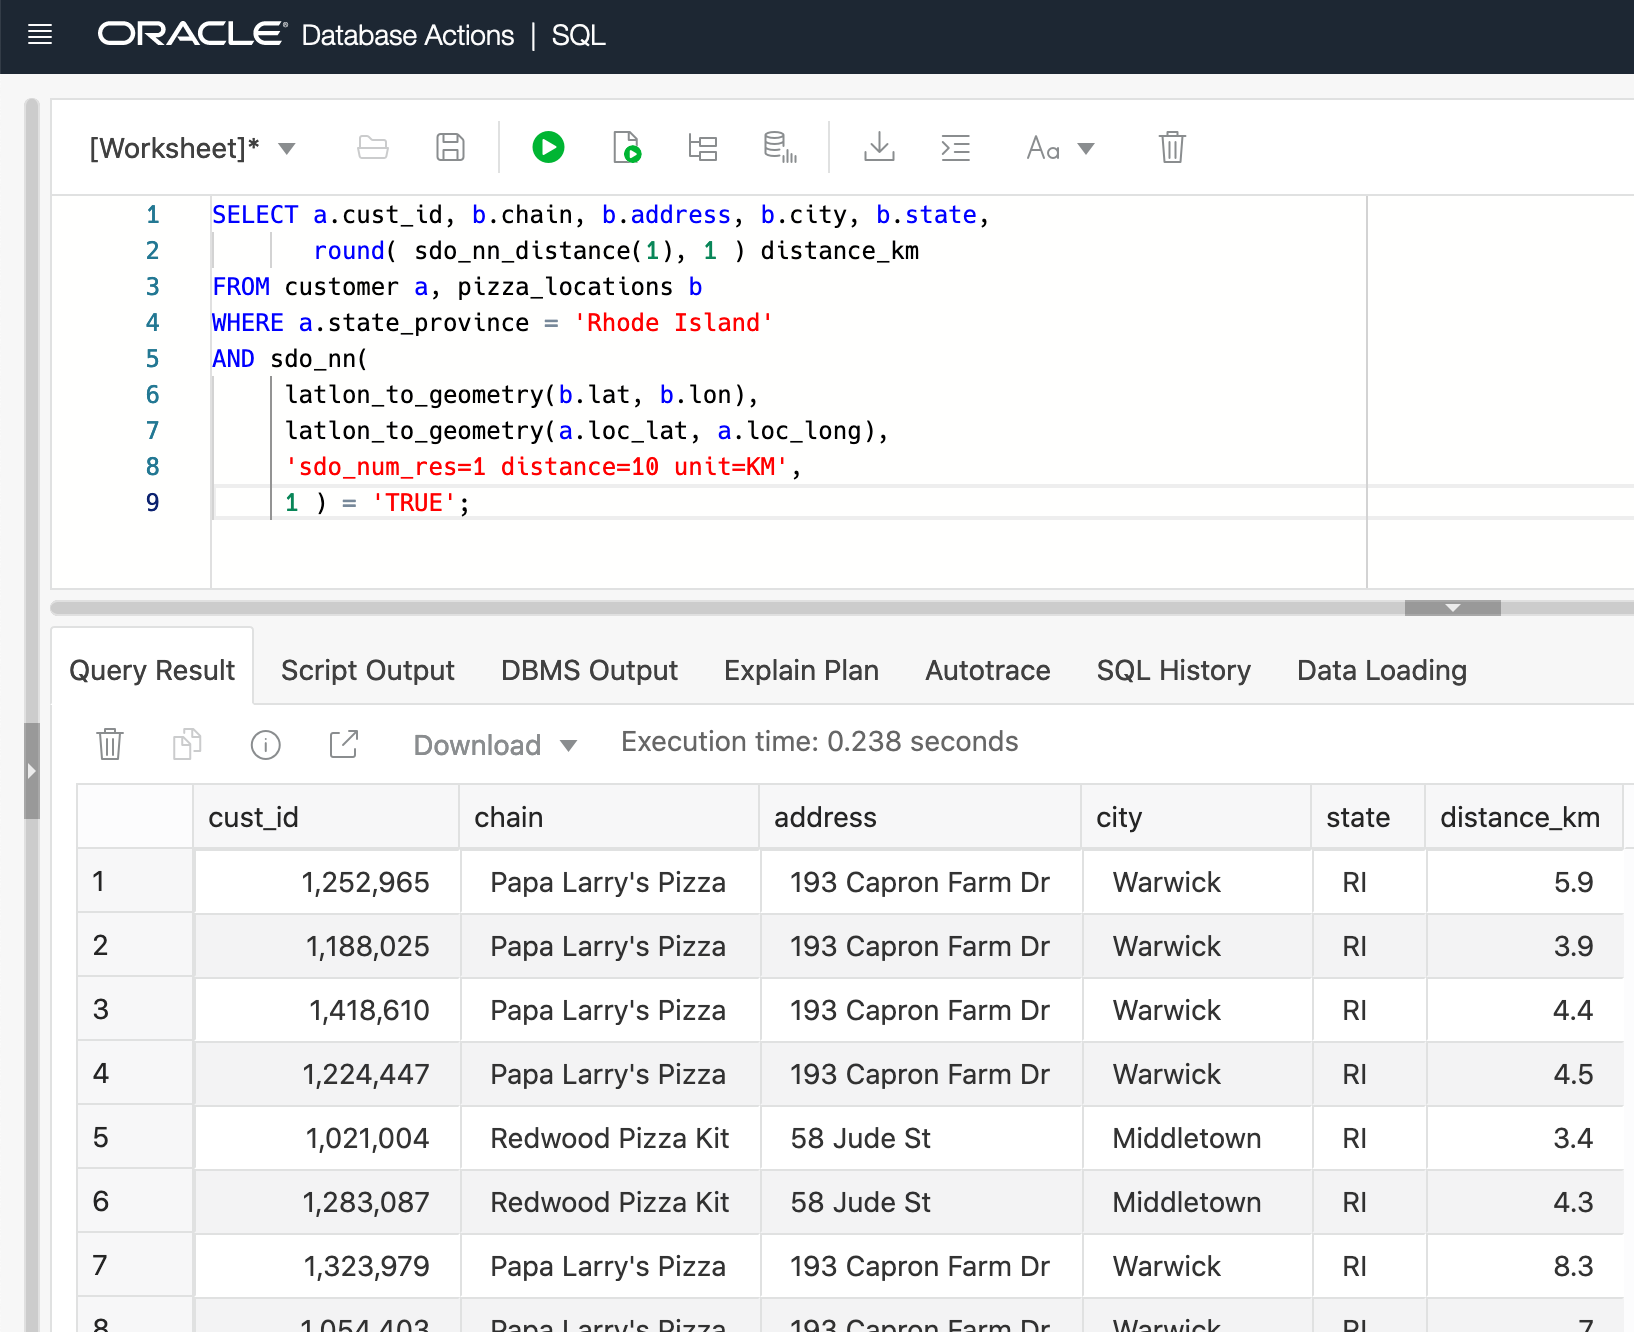 ORACLE® Database Actions | SQL
[Worksheet]* Aa
1 SELECT a.cust_id, b.chain, b.address, b.city, b.state,
2 round( sdo_nn_distance(1), 1 ) distance_km
3 FROM customer a, pizza_locations b
4 WHERE a.state_province = 'Rhode Island'
5 AND sdo_nn(
6 latlon_to_geometry(b.lat, b.lon),
7 latlon_to_geometry(a.loc_lat, a.loc_long),
8 'sdo_num_res=1 distance=10 unit=KM',
9 1 ) = 'TRUE';
Query Result Script Output DBMS Output Explain Plan Autotrace SQL History Data Loading
Download Execution time: 0.238 seconds
cust_id chain address city state distance_km
1 1,252,965 Papa Larry's Pizza 193 Capron Farm Dr Warwick RI 5.9
2 1,188,025 Papa Larry's Pizza 193 Capron Farm Dr Warwick RI 3.9
3 1,418,610 Papa Larry's Pizza 193 Capron Farm Dr Warwick RI 4.4
4 1,224,447 Papa Larry's Pizza 193 Capron Farm Dr Warwick RI 4.5
5 1,021,004 Redwood Pizza Kit 58 Jude St Middletown RI 3.4
6 1,283,087 Redwood Pizza Kit 58 Jude St Middletown RI 4.3
7 1,323,979 Papa Larry's Pizza 193 Capron Farm Dr Warwick RI 8.3
8 1,054,403 Papa Larry's Pizza 193 Capron Farm Dr Warwick RI 7